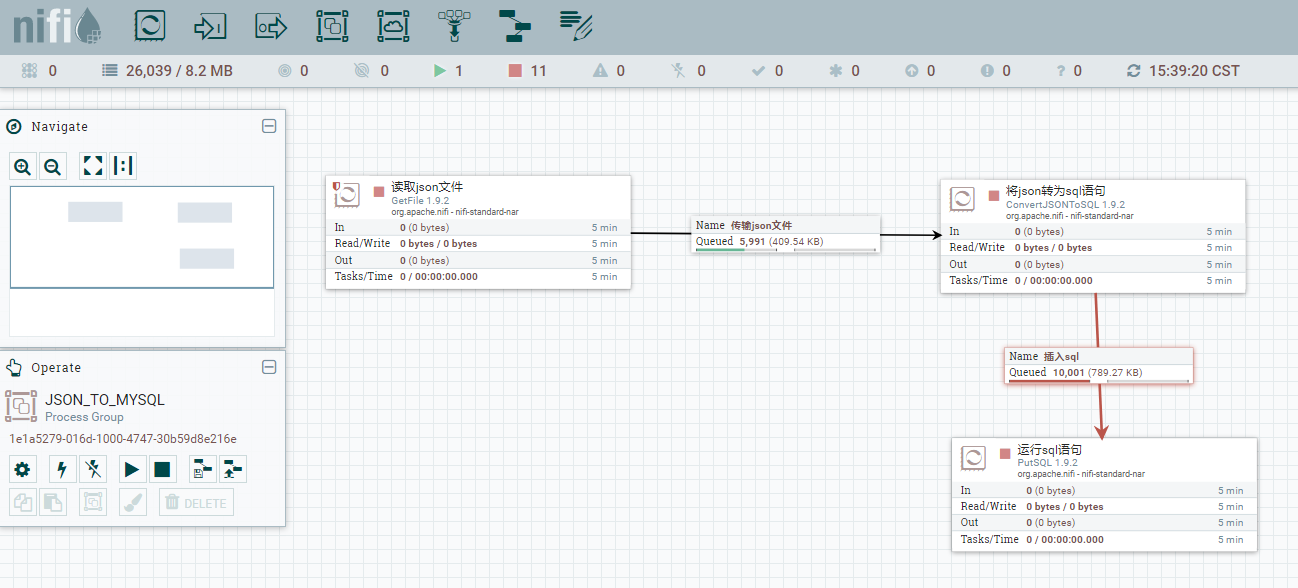 nifi
0
26,039 / 8.2 MB
0
0
1
11
0
0
0
0
0
0
0
15:39:20 CST
Navigate
Operate
JSON_TO_MYSQL
Process Group
1e1a5279-016d-1000-4747-30b59d8e216e
DELETE
读取json文件
GetFile 1.9.2
org.apache.nifi - nifi-standard-nar
In 0 (0 bytes) 5 min
Read/Write 0 bytes / 0 bytes 5 min
Out 0 (0 bytes) 5 min
Tasks/Time 0 / 00:00:00.000 5 min
Name 传输json文件
Queued 5,991 (409.54 KB)
将json转为sql语句
ConvertJSONToSQL 1.9.2
org.apache.nifi - nifi-standard-nar
In 0 (0 bytes) 5 min
Read/Write 0 bytes / 0 bytes 5 min
Out 0 (0 bytes) 5 min
Tasks/Time 0 / 00:00:00.000 5 min
Name 插入sql
Queued 10,001 (789.27 KB)
运行sql语句
PutSQL 1.9.2
org.apache.nifi - nifi-standard-nar
In 0 (0 bytes) 5 min
Read/Write 0 bytes / 0 bytes 5 min
Out 0 (0 bytes) 5 min
Tasks/Time 0 / 00:00:00.000 5 min